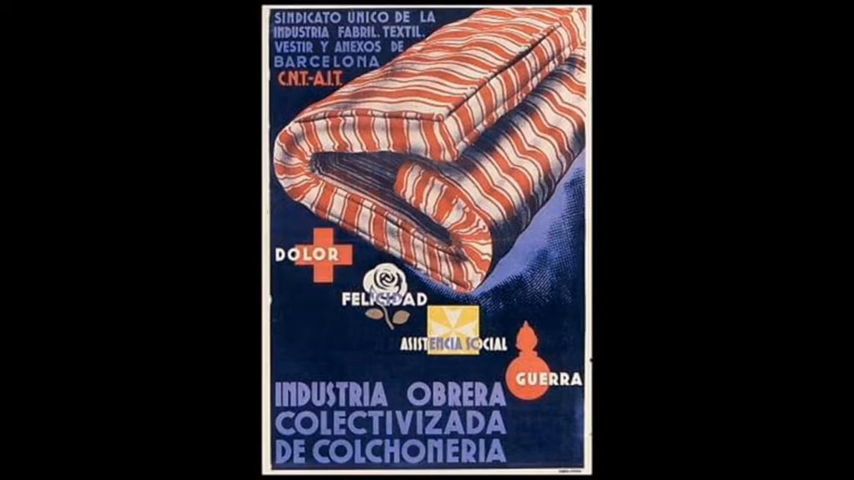 SINDICATO ÚNICO DE LA
INDUSTRIA FABRIL. TEXTIL.
VESTIR Y ANEXOS DE
BARCELONA
C.N.T.-A.I.T.
DOLOR
FELICIDAD
ASISTENCIA SOCIAL
GUERRA
INDUSTRIA OBRERA
COLECTIVIZADA
DE COLCHONERIA